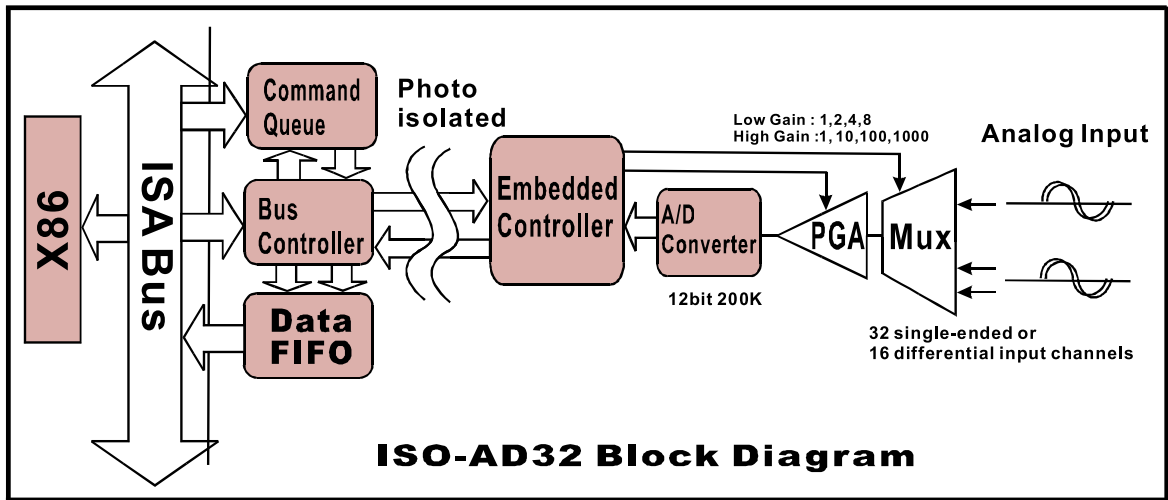 X86
ISA Bus
Command
Queue
Bus
Controller
Data
FIFO
Photo
isolated
Embedded
Controller
A/D
Converter
12bit 200K
PGA
Mux
Low Gain : 1,2,4,8
High Gain :1,10,100,1000
Analog Input
32 single-ended or
16 differential input channels
ISO-AD32 Block Diagram